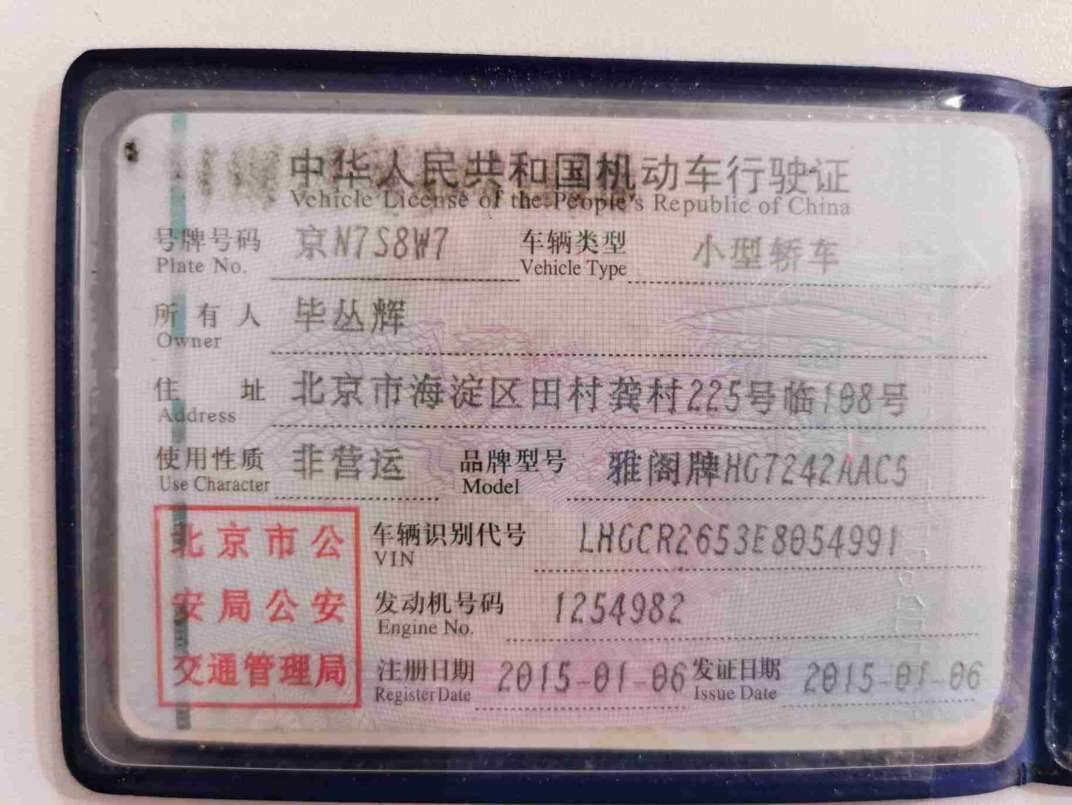 中华人民共和国机动车行驶证
Vehicle License of the People's Republic of China
号牌号码 京N7S8W7 车辆类型 小型轿车
Plate No. Vehicle Type
所有人 毕丛辉
Owner
住址 北京市海淀区田村龚村225号临108号
Address
使用性质 非营运 品牌型号 雅阁牌HG7242AAC5
Use Character Model
北京市公安局公安交通管理局
车辆识别代号 LHGCR2653E8054991
VIN
发动机号码 1254982
Engine No.
注册日期 2015-01-06 发证日期 2015-01-06
Register Date Issue Date